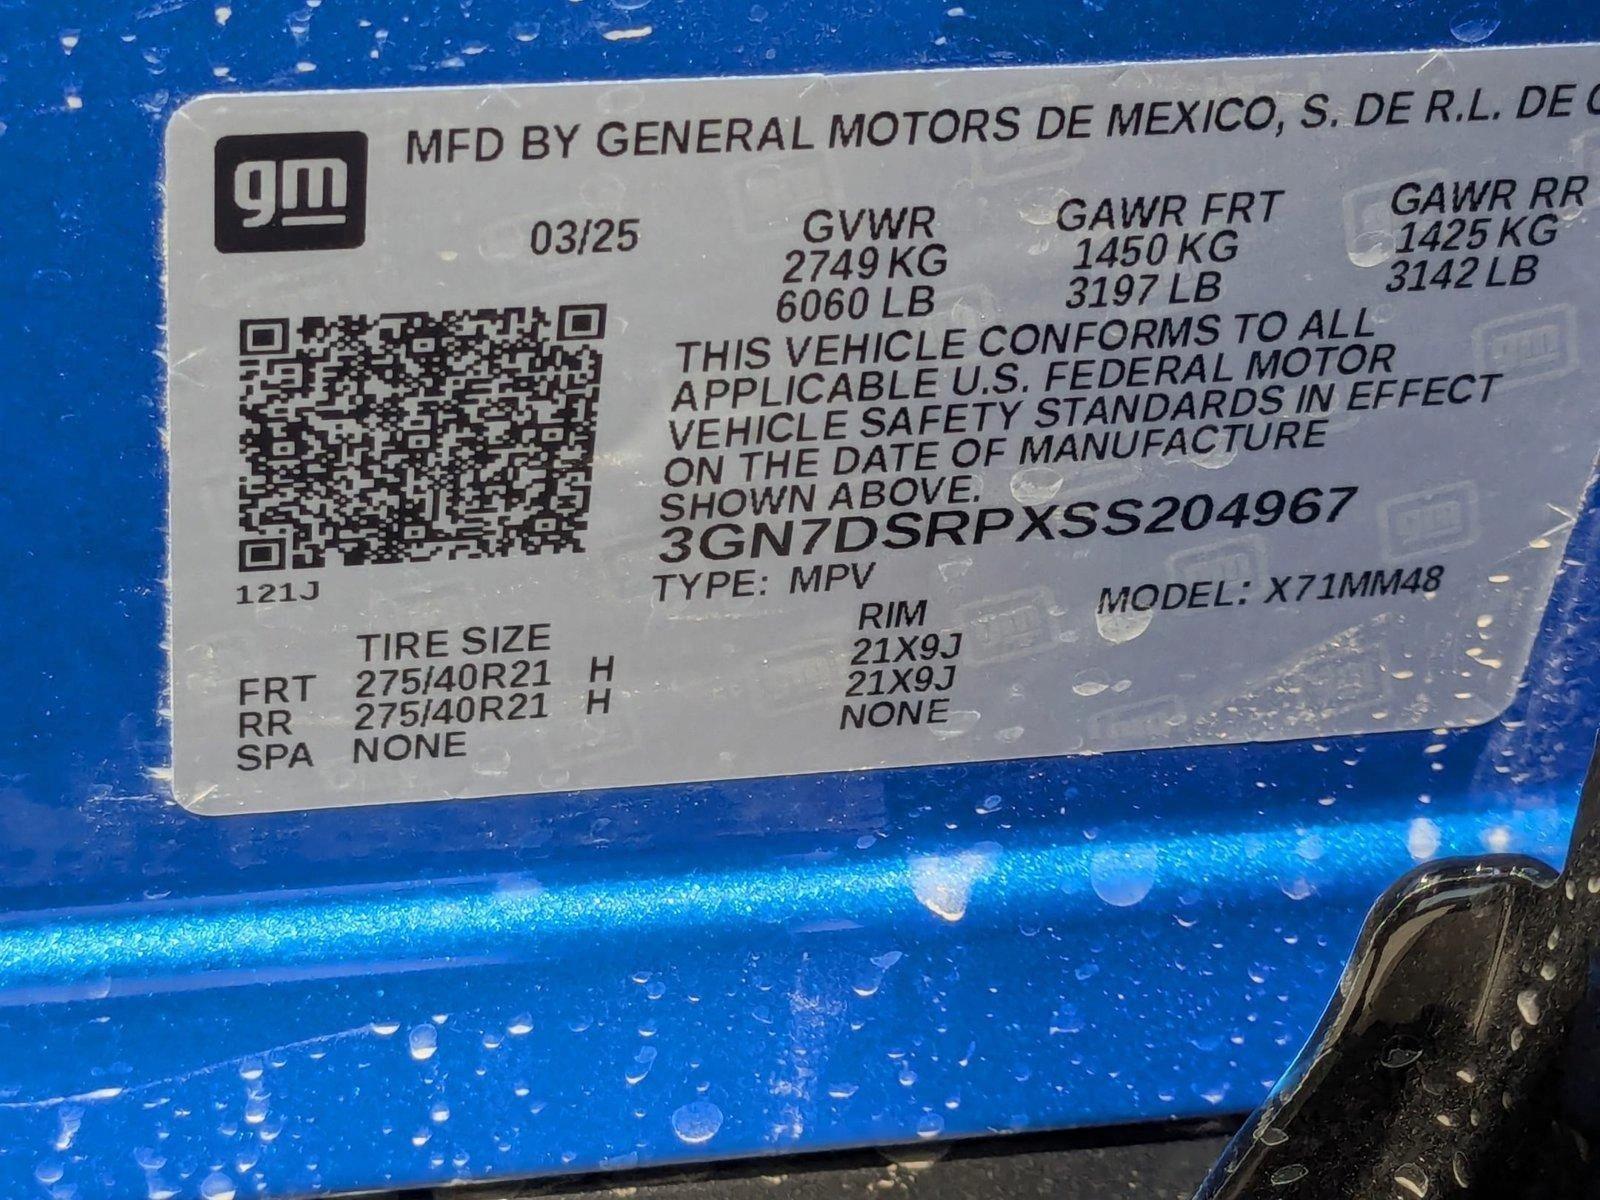 gm
MFD BY GENERAL MOTORS DE MEXICO, S. DE R.L. DE
03/25
GVWR
2749 KG
6060 LB
GAWR FRT
1450 KG
3197 LB
GAWR RR
1425 KG
3142 LB
THIS VEHICLE CONFORMS TO ALL
APPLICABLE U.S. FEDERAL MOTOR
VEHICLE SAFETY STANDARDS IN EFFECT
ON THE DATE OF MANUFACTURE
SHOWN ABOVE.
3GN7DSRPXSS204967
121J
TYPE: MPV
MODEL: X71MM48
TIRE SIZE RIM
FRT 275/40R21 H 21X9J
RR 275/40R21 H 21X9J
SPA NONE NONE